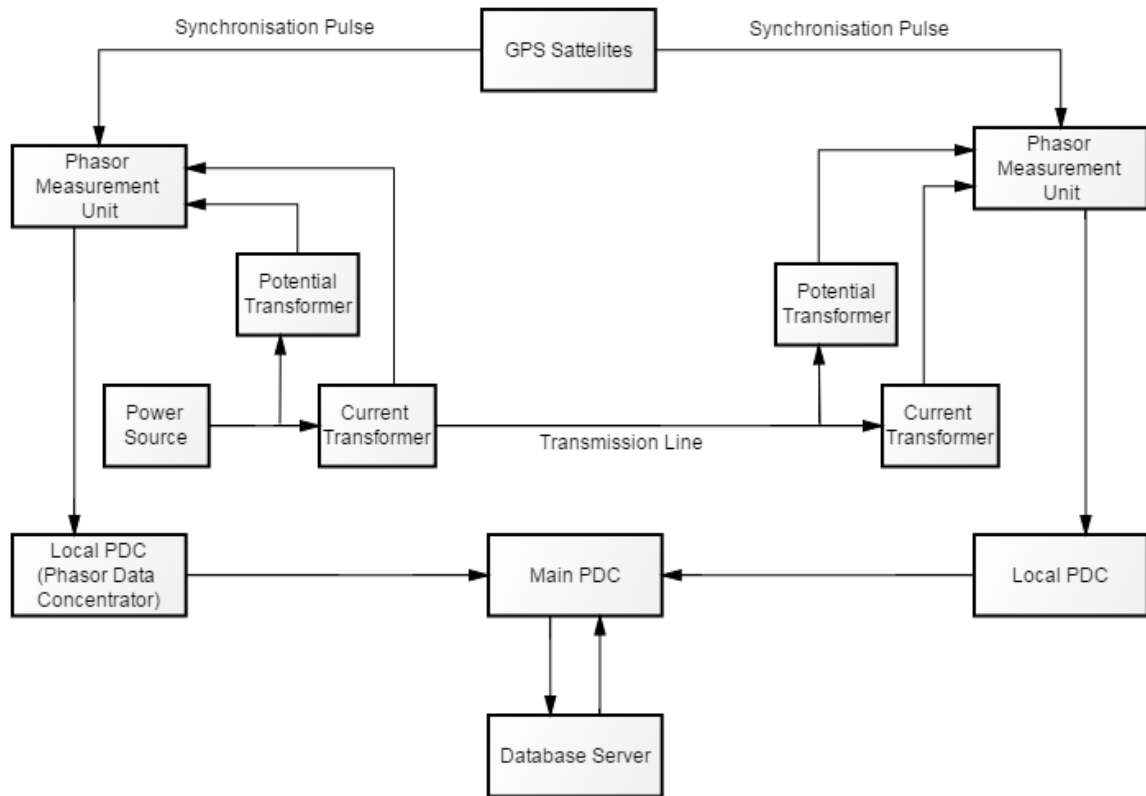 Synchronisation Pulse
GPS Sattelites
Synchronisation Pulse
Phasor
Measurement
Unit
Phasor
Measurement
Unit
Potential
Transformer
Potential
Transformer
Power
Source
Current
Transformer
Transmission Line
Current
Transformer
Local PDC
(Phasor Data
Concentrator)
Main PDC
Local PDC
Database Server